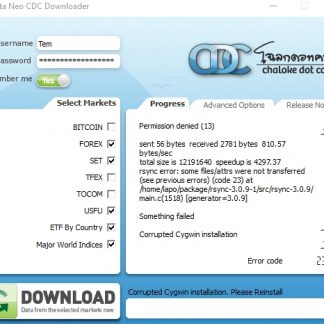 ta Neo CDC Downloader
sername Tem
password ******************
mber me Yes
CDC โฉลกดอทค
chaloke dot co
Select Markets
BITCOIN
FOREX
SET
TFEX
TOCOM
USFU
ETF By Country
Major World Indices
Progress Advanced Options Release No
Permission denied (13)
sent 56 bytes received 2781 bytes 810.57
bytes/sec
total size is 12191640 speedup is 4297.37
rsync error: some files/attrs were not transferred
(see previous errors) (code 23) at
/home/lapo/package/rsync-3.0.9-1/src/rsync-3.0.9/
main.c(1518) [generator=3.0.9]
Something failed
Corrupted Cygwin installation
Error code 23
DOWNLOAD
Data from the selected markets now
Corrupted Cygwin installation. Please Reinstall